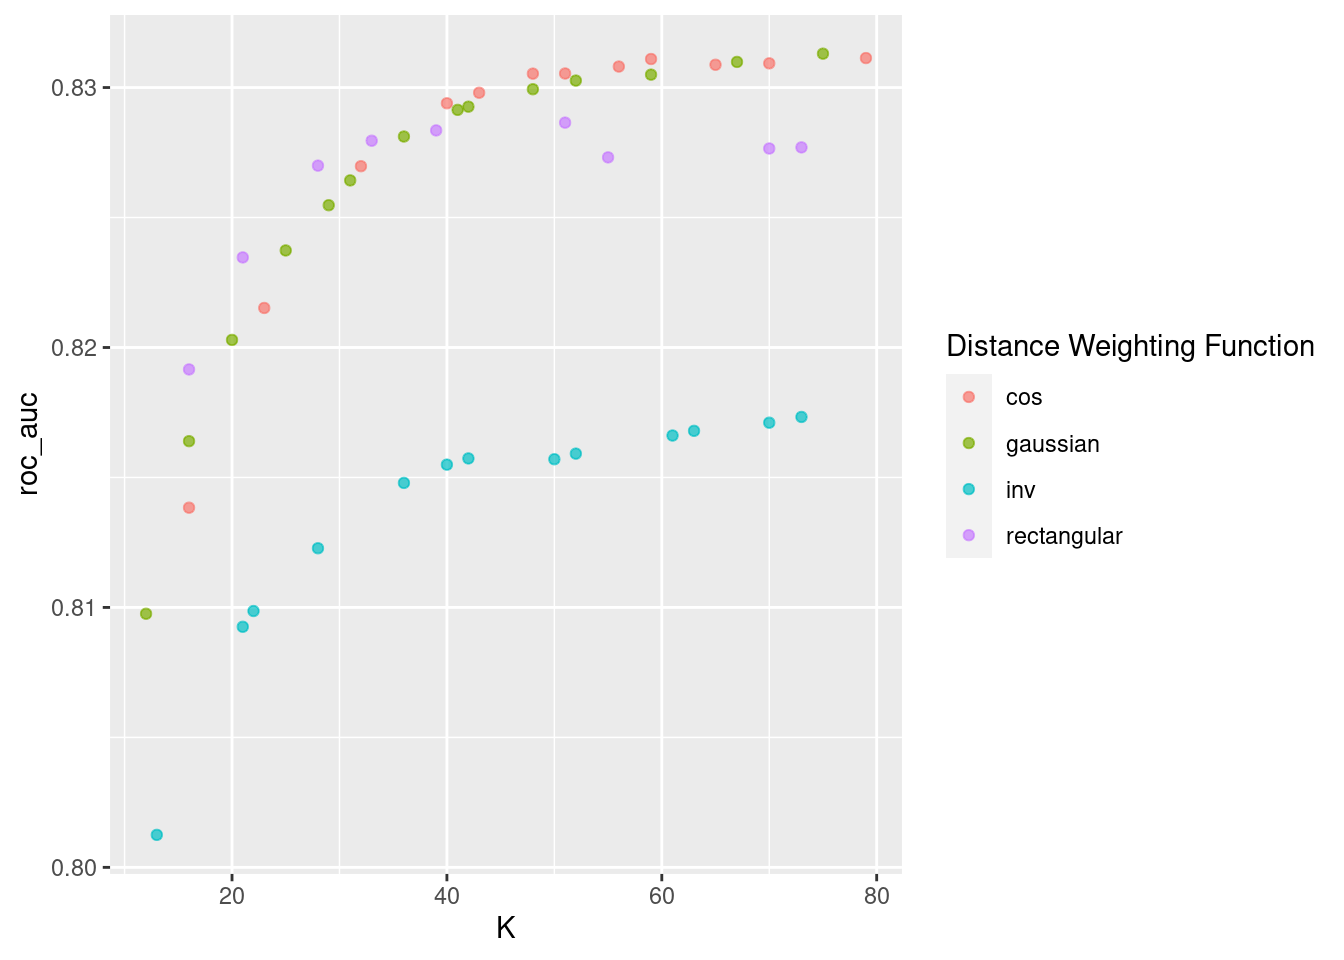 0.83
0.82
0.81
0.80
20
40
60
80
K
roc_auc
Distance Weighting Function
cos
gaussian
inv
rectangular